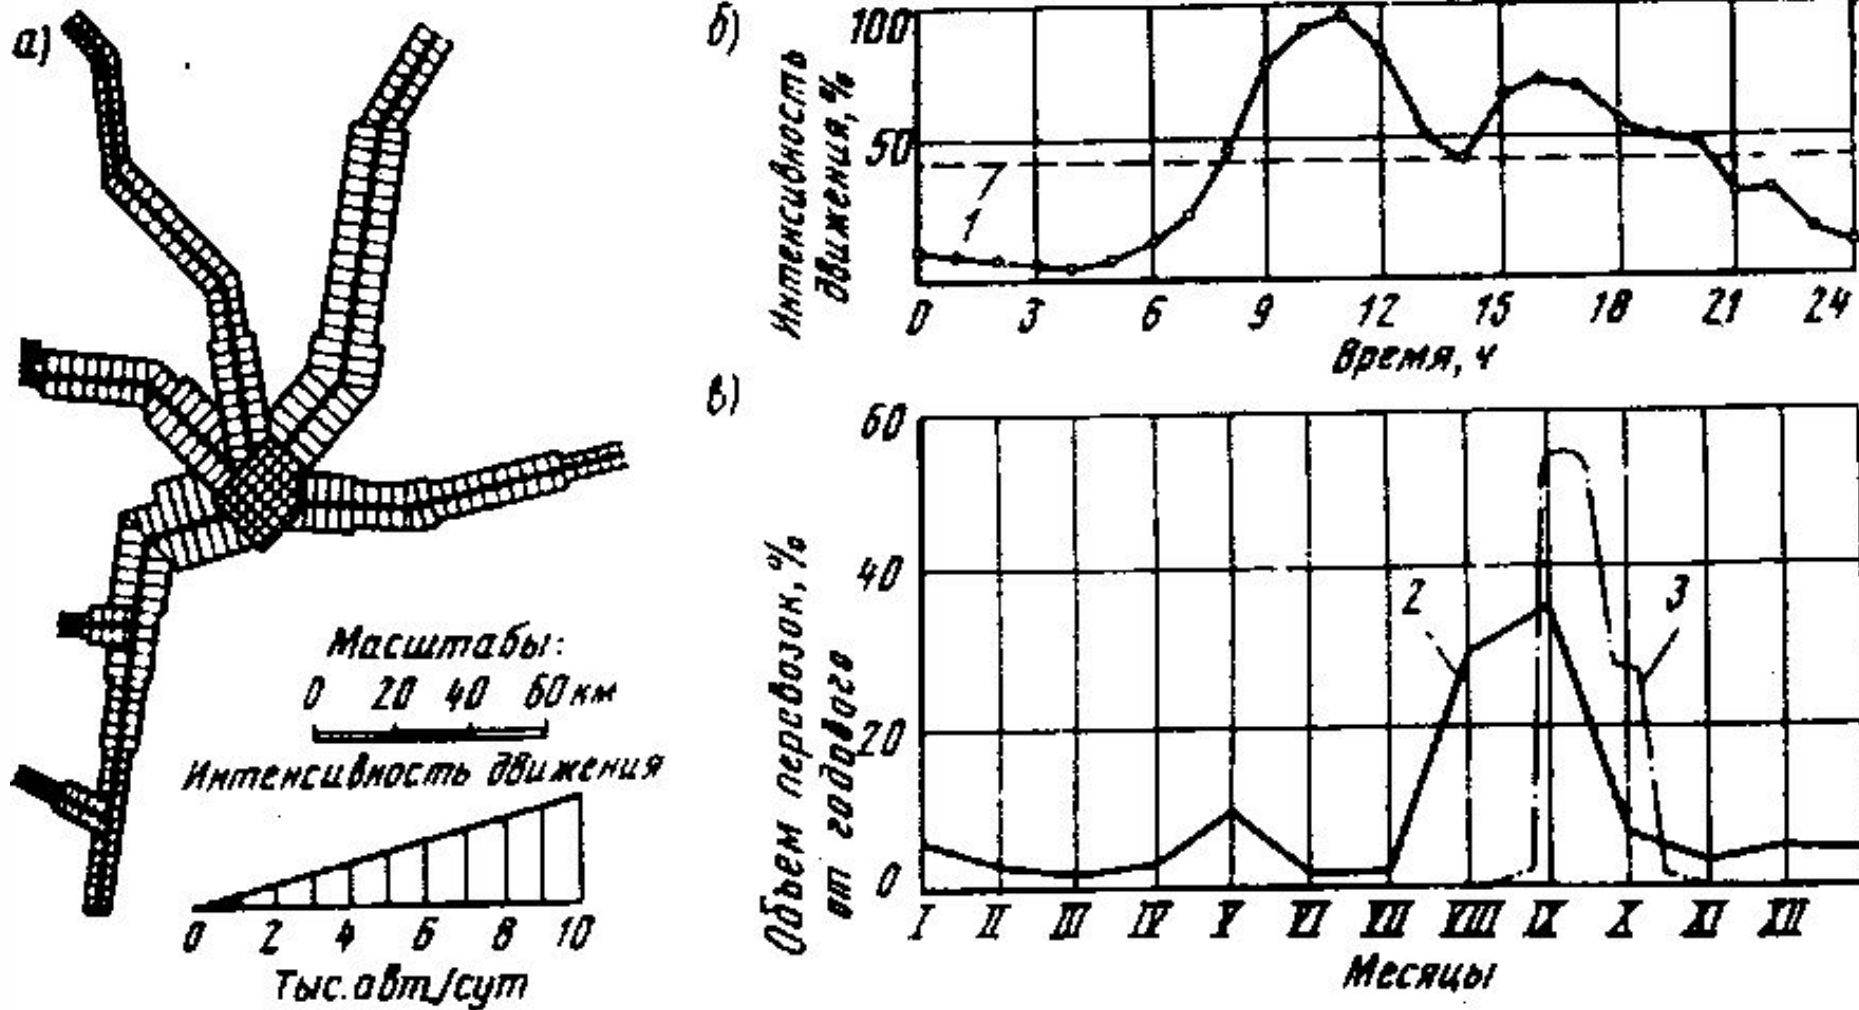 а)
Масштабы:
0 20 40 60 км
Интенсивность движения
0 2 4 6 8 10
Тыс. авт/сут
б)
Интенсивность
движения, %
100
50
1
0 3 6 9 12 15 18 21 24
Время, ч
в)
Объем перевозок, %
от годового
60
40
20
0
2
3
I II III IV V VI VII VIII IX X XI XII
Месяцы